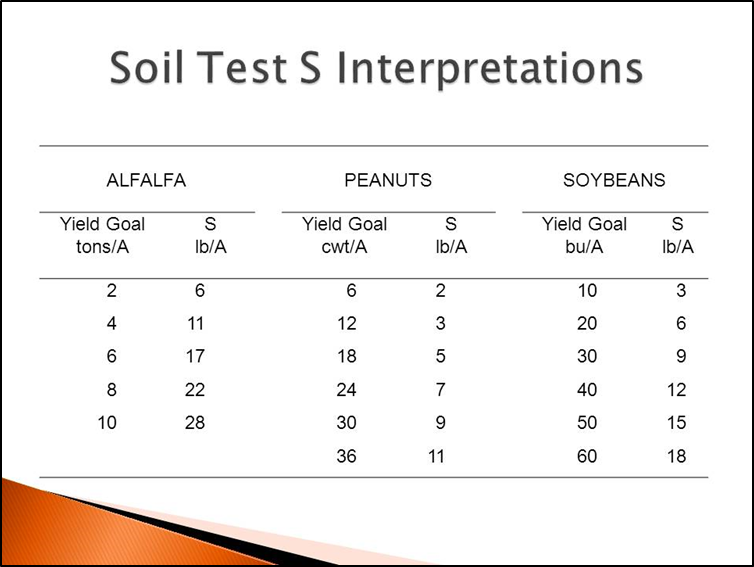 Soil Test S Interpretations
ALFALFA PEANUTS SOYBEANS
Yield Goal S Yield Goal S Yield Goal S
tons/A lb/A cwt/A lb/A bu/A lb/A
2 6 6 2 10 3
4 11 12 3 20 6
6 17 18 5 30 9
8 22 24 7 40 12
10 28 30 9 50 15
36 11 60 18